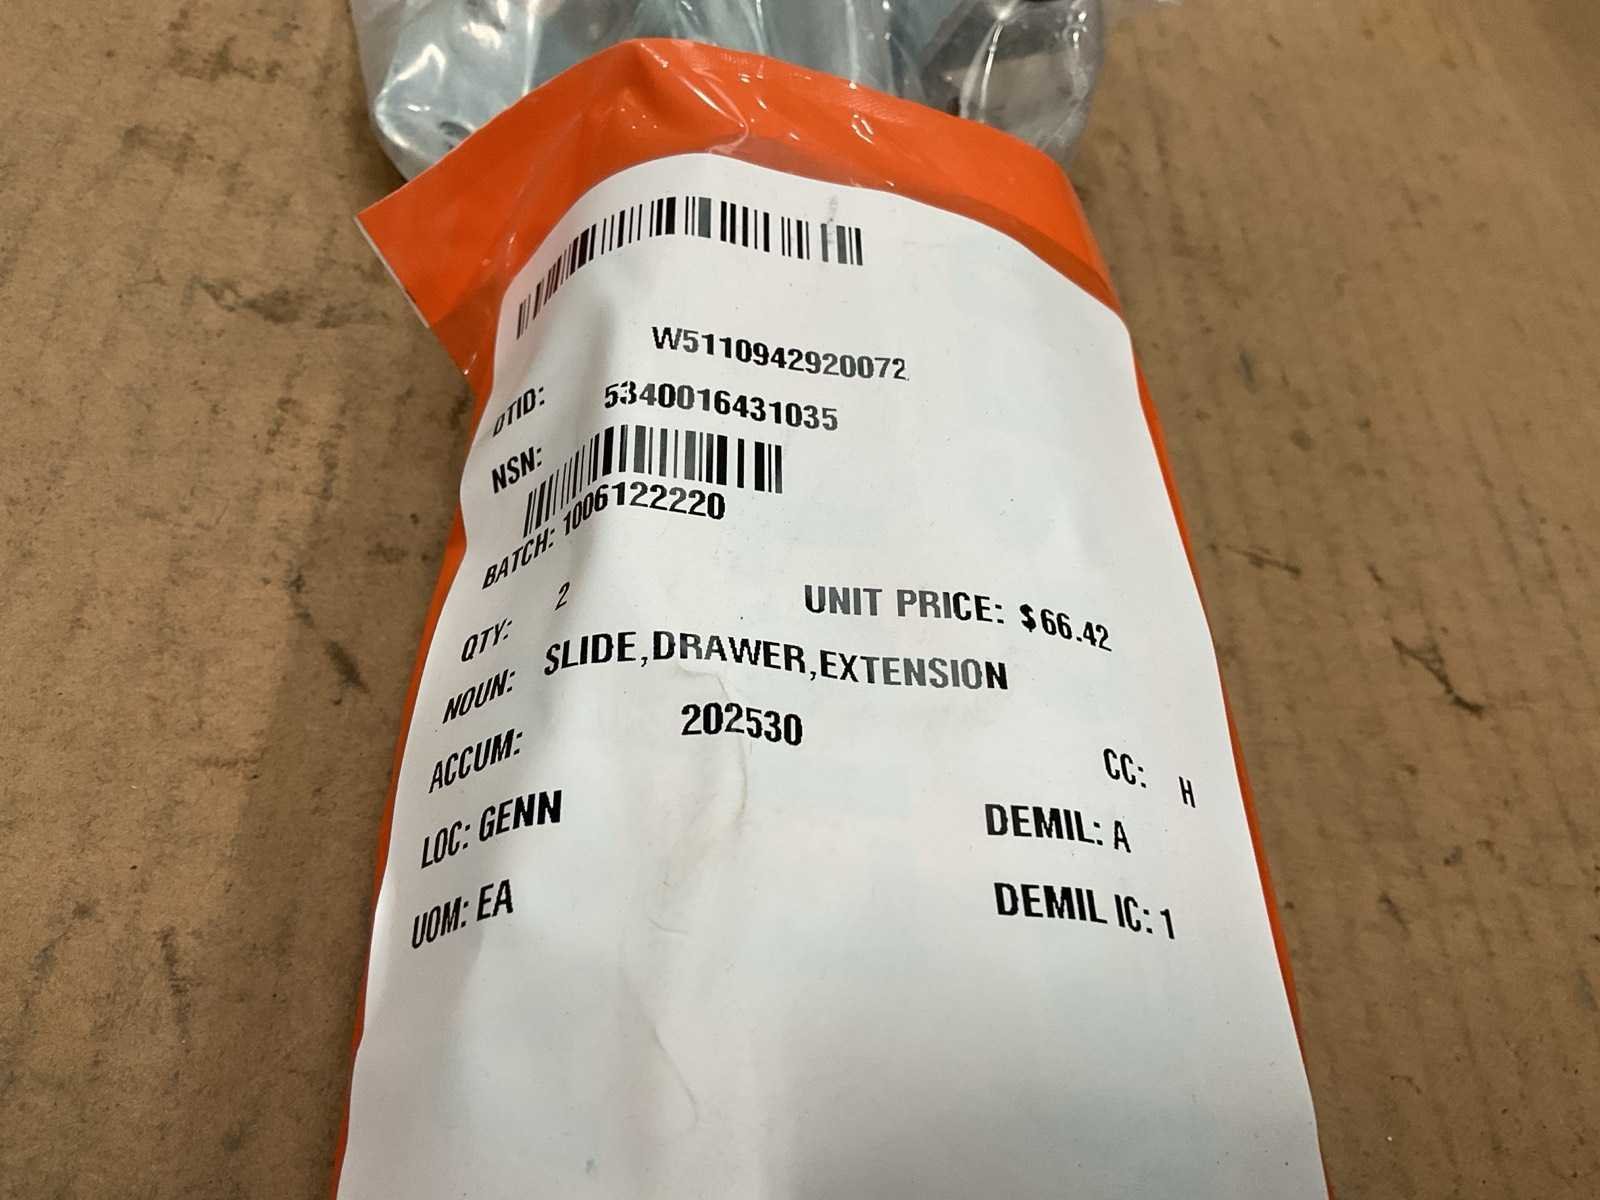 DTID: W5110942920072
NSN: 5340016431035
BATCH: 1006122220
QTY: 2 UNIT PRICE: $66.42
NOUN: SLIDE,DRAWER,EXTENSION
ACCUM: 202530 CC: H
LOC: GENN DEMIL: A
UOM: EA DEMIL IC: 1